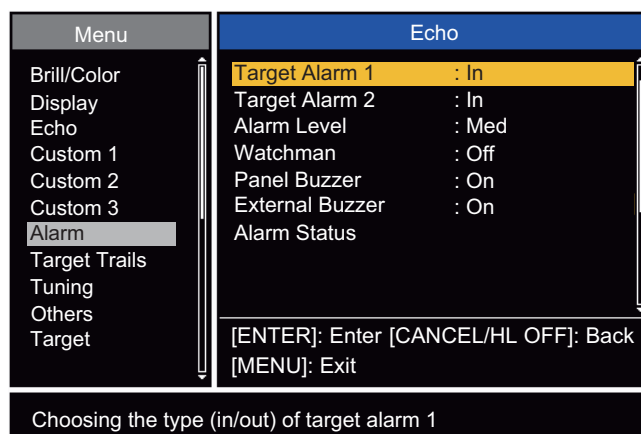 Menu
Brill/Color
Display
Echo
Custom 1
Custom 2
Custom 3
Alarm
Target Trails
Tuning
Others
Target
Echo
Target Alarm 1 : In
Target Alarm 2 : In
Alarm Level : Med
Watchman : Off
Panel Buzzer : On
External Buzzer : On
Alarm Status
[ENTER]: Enter [CANCEL/HL OFF]: Back
[MENU]: Exit
Choosing the type (in/out) of target alarm 1